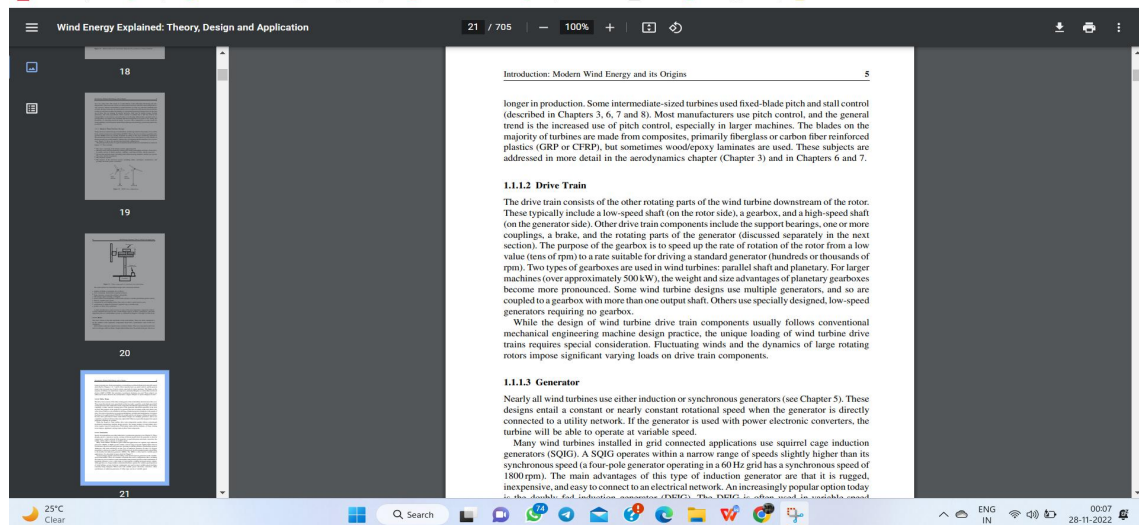 Wind Energy Explained: Theory, Design and Application
21 / 705
100%
18
19
20
21
Introduction: Modern Wind Energy and its Origins 5
longer in production. Some intermediate-sized turbines used fixed-blade pitch and stall control
(described in Chapters 3, 6, 7 and 8). Most manufacturers use pitch control, and the general
trend is the increased use of pitch control, especially in larger machines. The blades on the
majority of turbines are made from composites, primarily fiberglass or carbon fiber reinforced
plastics (GRP or CFRP), but sometimes wood/epoxy laminates are used. These subjects are
addressed in more detail in the aerodynamics chapter (Chapter 3) and in Chapters 6 and 7.
1.1.1.2 Drive Train
The drive train consists of the other rotating parts of the wind turbine downstream of the rotor.
These typically include a low-speed shaft (on the rotor side), a gearbox, and a high-speed shaft
(on the generator side). Other drive train components include the support bearings, one or more
couplings, a brake, and the rotating parts of the generator (discussed separately in the next
section). The purpose of the gearbox is to speed up the rate of rotation of the rotor from a low
value (tens of rpm) to a rate suitable for driving a standard generator (hundreds or thousands of
rpm). Two types of gearboxes are used in wind turbines: parallel shaft and planetary. For larger
machines (over approximately 500 kW), the weight and size advantages of planetary gearboxes
become more pronounced. Some wind turbine designs use multiple generators, and so are
coupled to a gearbox with more than one output shaft. Others use specially designed, low-speed
generators requiring no gearbox.
While the design of wind turbine drive train components usually follows conventional
mechanical engineering machine design practice, the unique loading of wind turbine drive
trains requires special consideration. Fluctuating winds and the dynamics of large rotating
rotors impose significant varying loads on drive train components.
1.1.1.3 Generator
Nearly all wind turbines use either induction or synchronous generators (see Chapter 5). These
designs entail a constant or nearly constant rotational speed when the generator is directly
connected to a utility network. If the generator is used with power electronic converters, the
turbine will be able to operate at variable speed.
Many wind turbines installed in grid connected applications use squirrel cage induction
generators (SQIG). A SQIG operates within a narrow range of speeds slightly higher than its
synchronous speed (a four-pole generator operating in a 60 Hz grid has a synchronous speed of
1800 rpm). The main advantages of this type of induction generator are that it is rugged,
inexpensive, and easy to connect to an electrical network. An increasingly popular option today
is the doubly fed induction generator (DFIG). The DFIG is often used in variable speed
25°C
Clear
Search
74
ENG
IN
00:07
28-11-2022